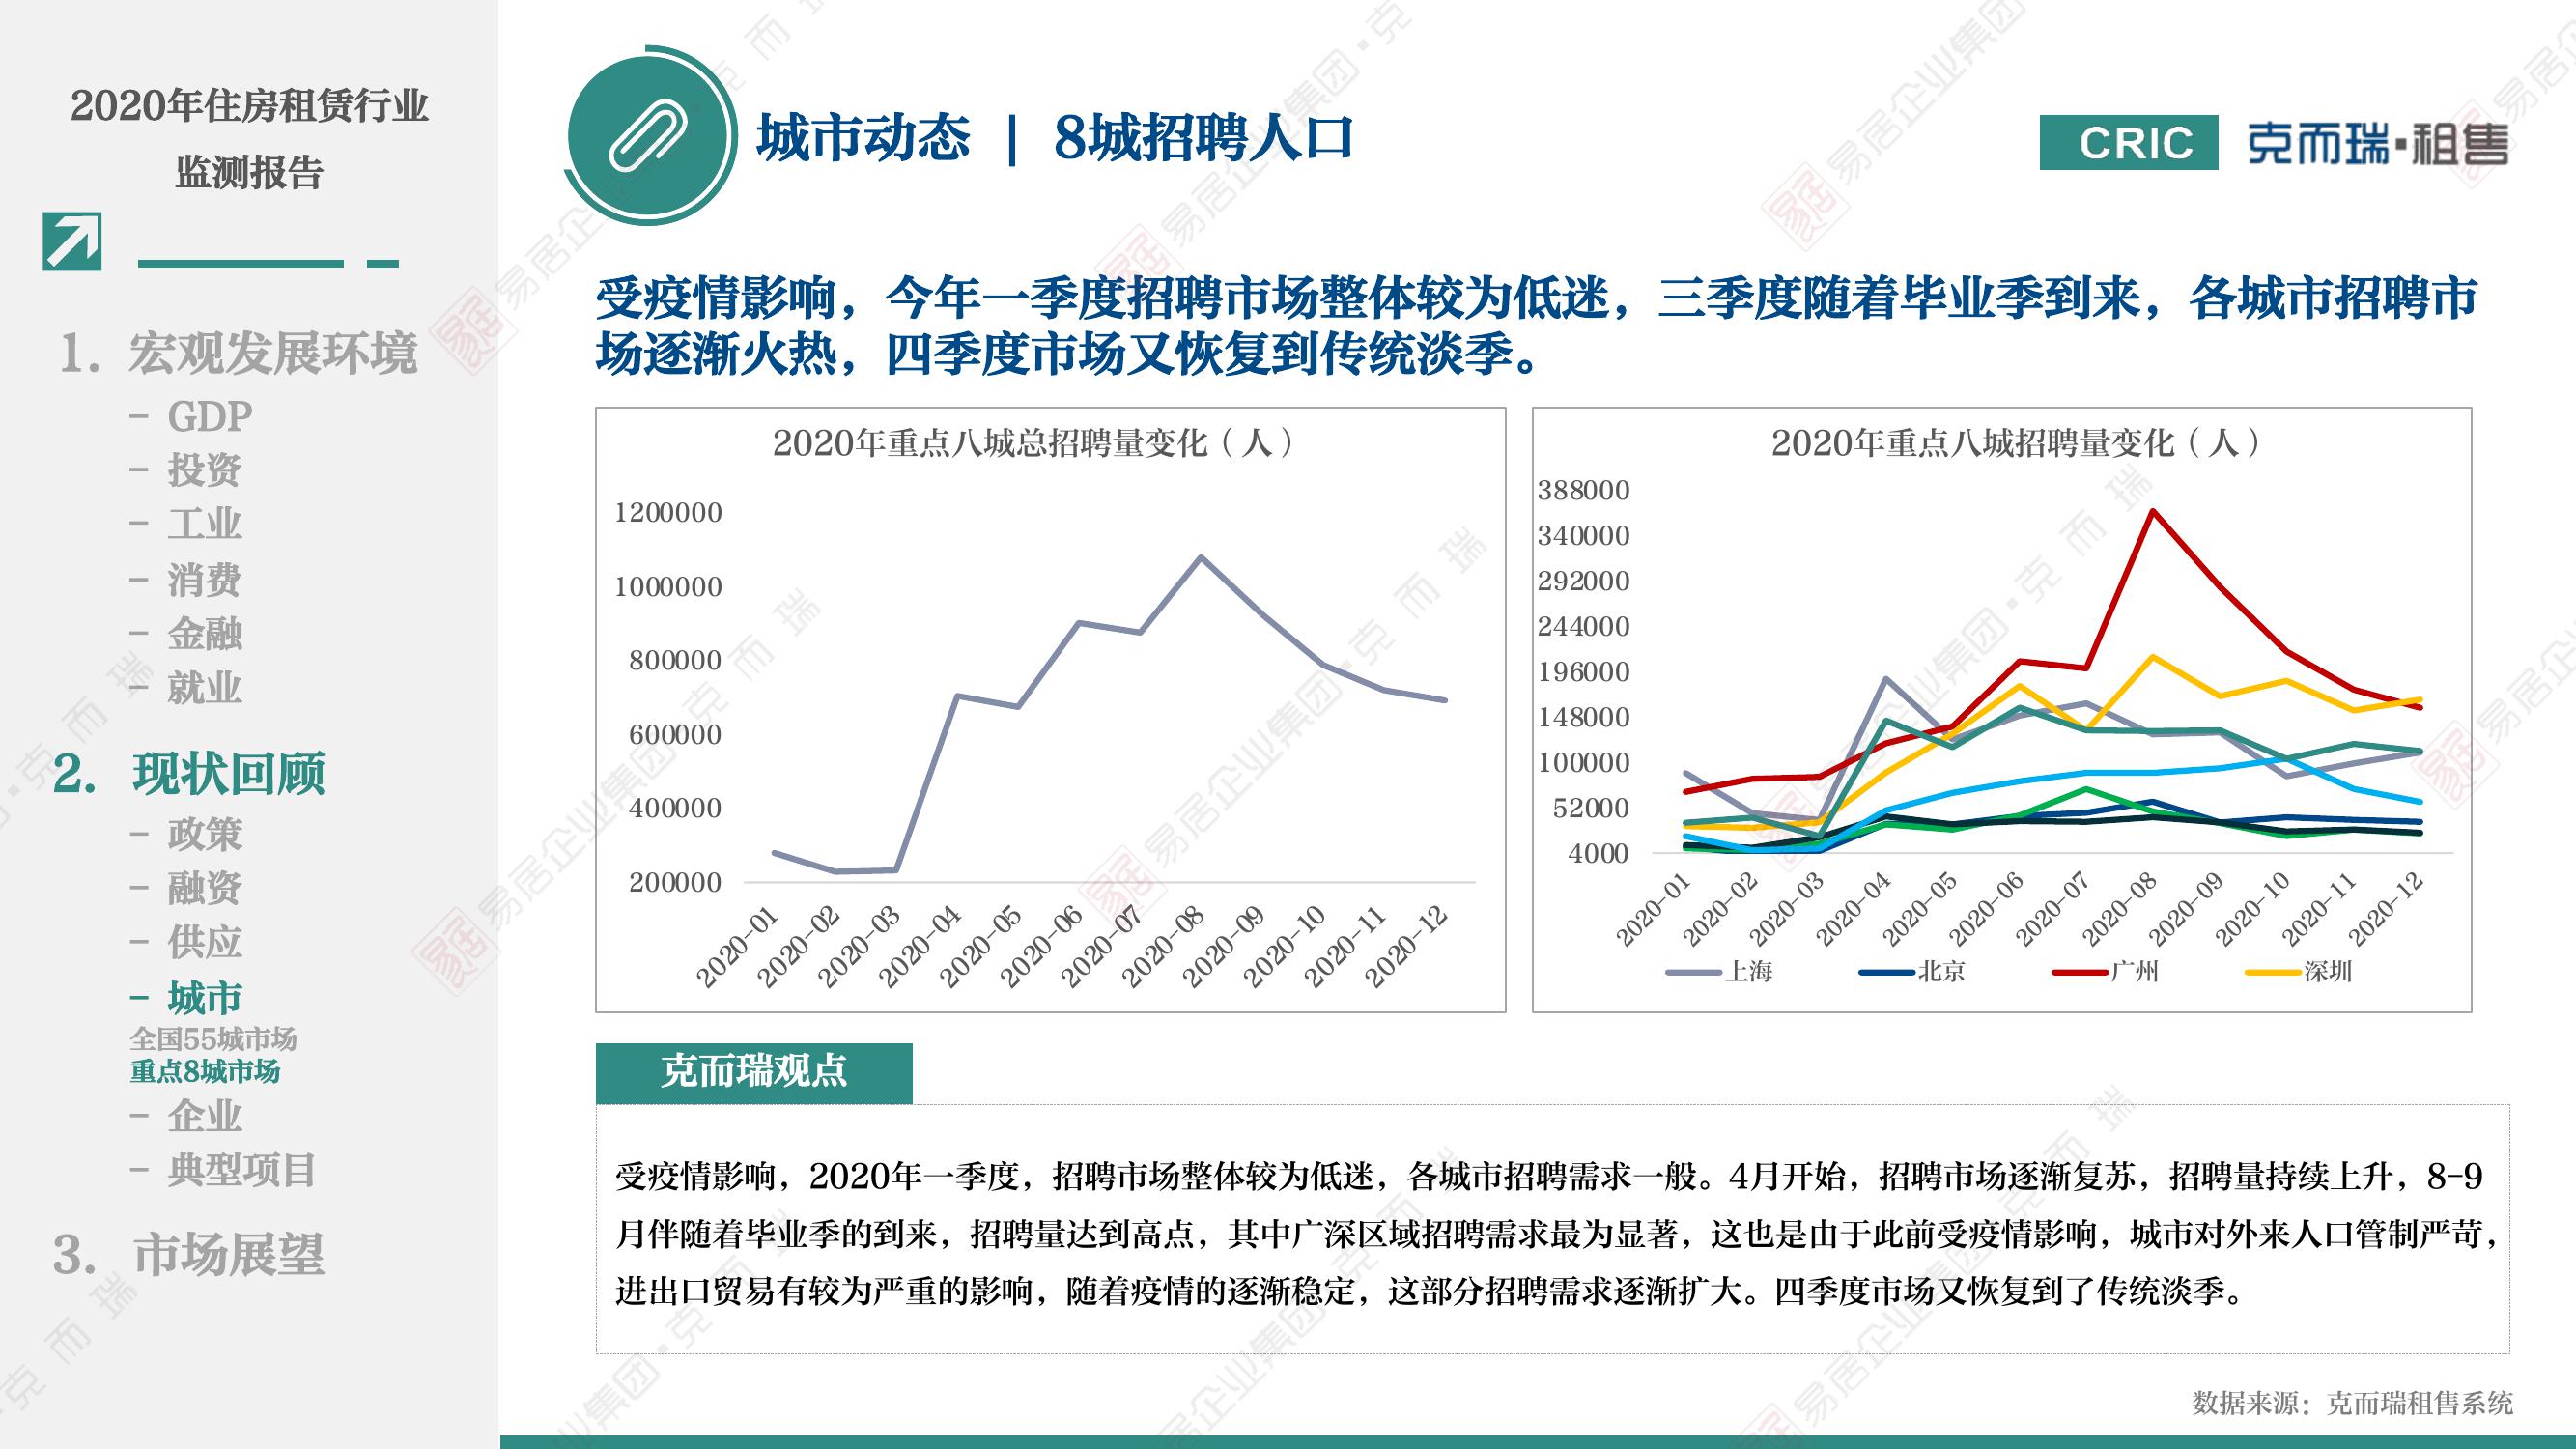 2020年住房租赁行业
监测报告
1. 宏观发展环境
- GDP
- 投资
- 工业
- 消费
- 金融
- 就业
2. 现状回顾
- 政策
- 融资
- 供应
- 城市
全国55城市场
重点8城市场
- 企业
- 典型项目
3. 市场展望
城市动态 | 8城招聘人口
CRIC 克而瑞·租售
受疫情影响，今年一季度招聘市场整体较为低迷，三季度随着毕业季到来，各城市招聘市
场逐渐火热，四季度市场又恢复到传统淡季。
2020年重点八城总招聘量变化（人）
1200000
1000000
800000
600000
400000
200000
2020-01
2020-02
2020-03
2020-04
2020-05
2020-06
2020-07
2020-08
2020-09
2020-10
2020-11
2020-12
2020年重点八城招聘量变化（人）
388000
340000
292000
244000
196000
148000
100000
52000
4000
2020-01
2020-02
2020-03
2020-04
2020-05
2020-06
2020-07
2020-08
2020-09
2020-10
2020-11
2020-12
上海 北京 广州 深圳
克而瑞观点
受疫情影响，2020年一季度，招聘市场整体较为低迷，各城市招聘需求一般。4月开始，招聘市场逐渐复苏，招聘量持续上升，8-9
月伴随着毕业季的到来，招聘量达到高点，其中广深区域招聘需求最为显著，这也是由于此前受疫情影响，城市对外来人口管制严苛，
进出口贸易有较为严重的影响，随着疫情的逐渐稳定，这部分招聘需求逐渐扩大。四季度市场又恢复到了传统淡季。
数据来源：克而瑞租售系统
易居企业集团·克而瑞